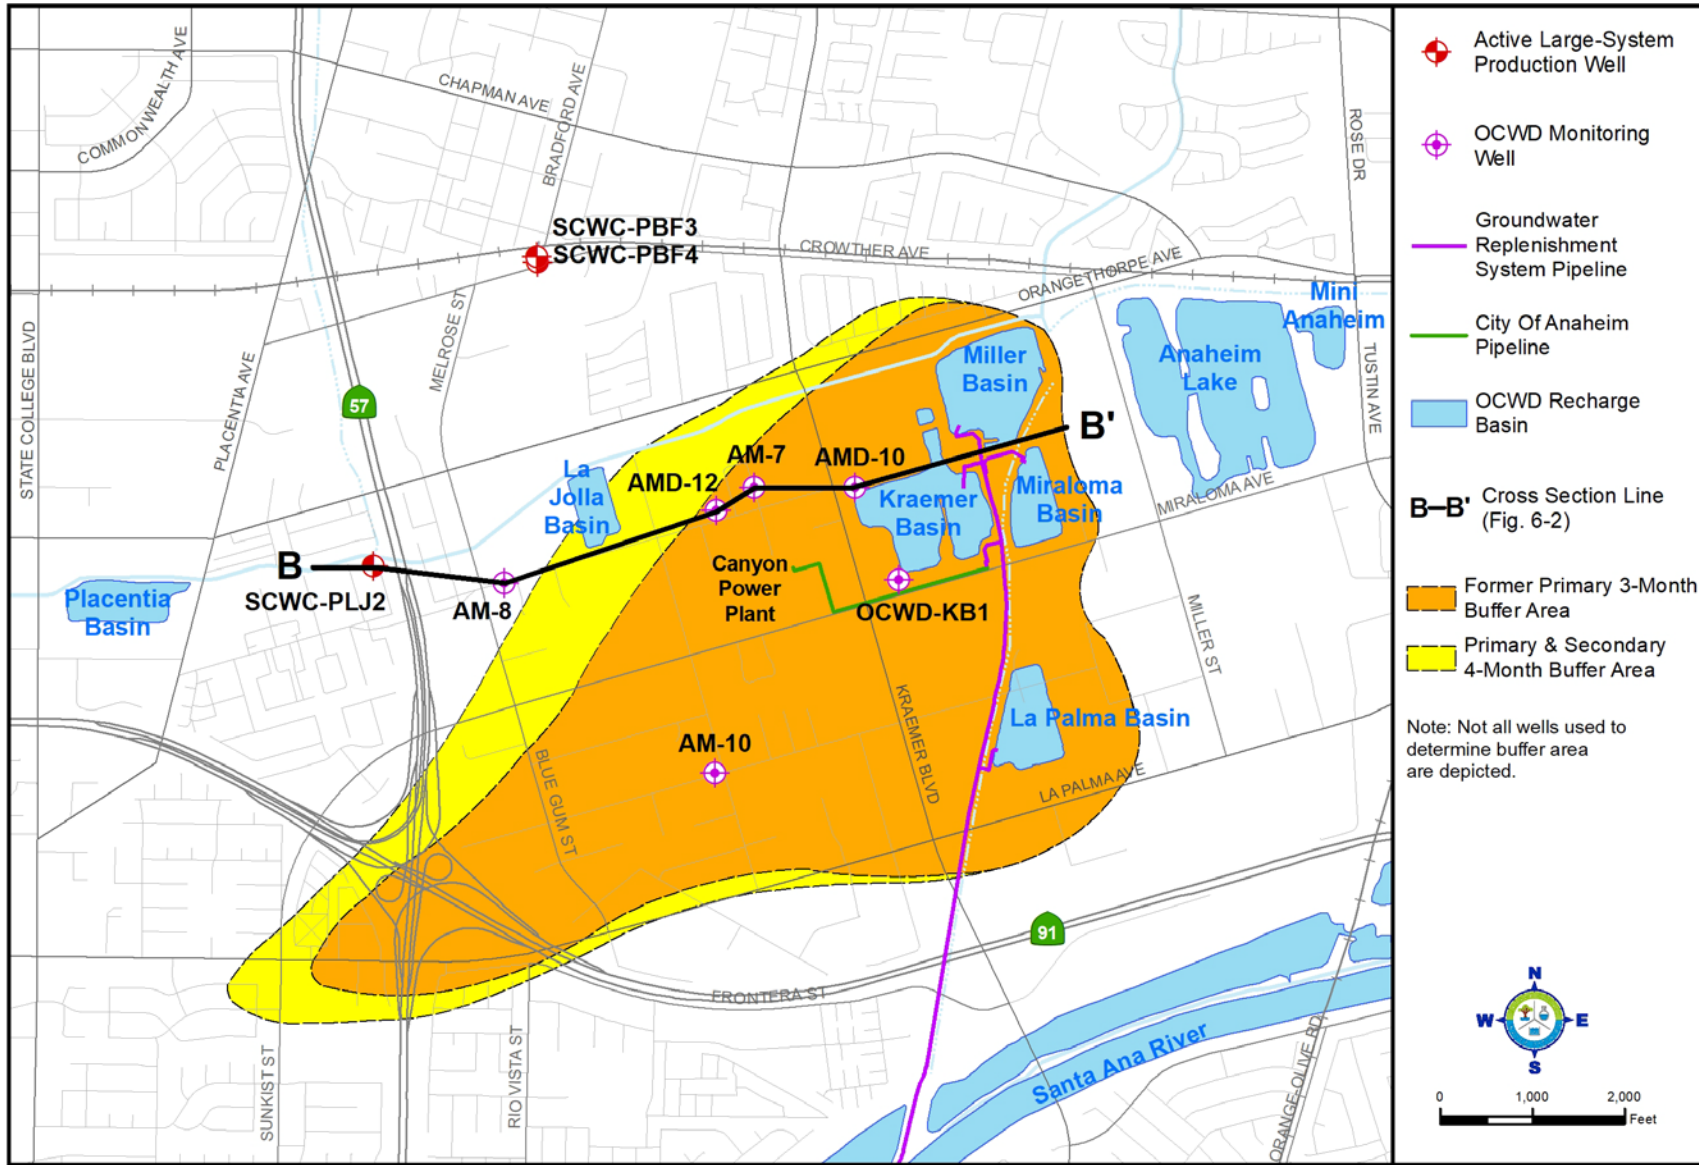 COMMONWEALTH AVE
CHAPMAN AVE
BRADFORD AVE
ROSE DR
SCWC-PBF3
SCWC-PBF4
CROWTHER AVE
ORANGETHORPE AVE
Mini
Anaheim
STATE COLLEGE BLVD
PLACENTIA AVE
MELROSE ST
57
Miller
Basin
Anaheim
Lake
TUSTIN AVE
B'
AM-7
AMD-10
AMD-12
La
Jolla
Basin
Kraemer
Basin
Miraloma
Basin
MIRALOMA AVE
B
SCWC-PLJ2
AM-8
Placentia
Basin
Canyon
Power
Plant
OCWD-KB1
MILLER ST
KRAEMER BLVD
La Palma Basin
AM-10
BLUE GUM ST
LA PALMA AVE
91
FRONTERA ST
SUNKIST ST
RIO VISTA ST
Santa Ana River
ORANGE-OLIVE RD
Active Large-System
Production Well
OCWD Monitoring
Well
Groundwater
Replenishment
System Pipeline
City Of Anaheim
Pipeline
OCWD Recharge
Basin
B–B' Cross Section Line
(Fig. 6-2)
Former Primary 3-Month
Buffer Area
Primary & Secondary
4-Month Buffer Area
Note: Not all wells used to
determine buffer area
are depicted.
N
W E
S
0 1,000 2,000
Feet